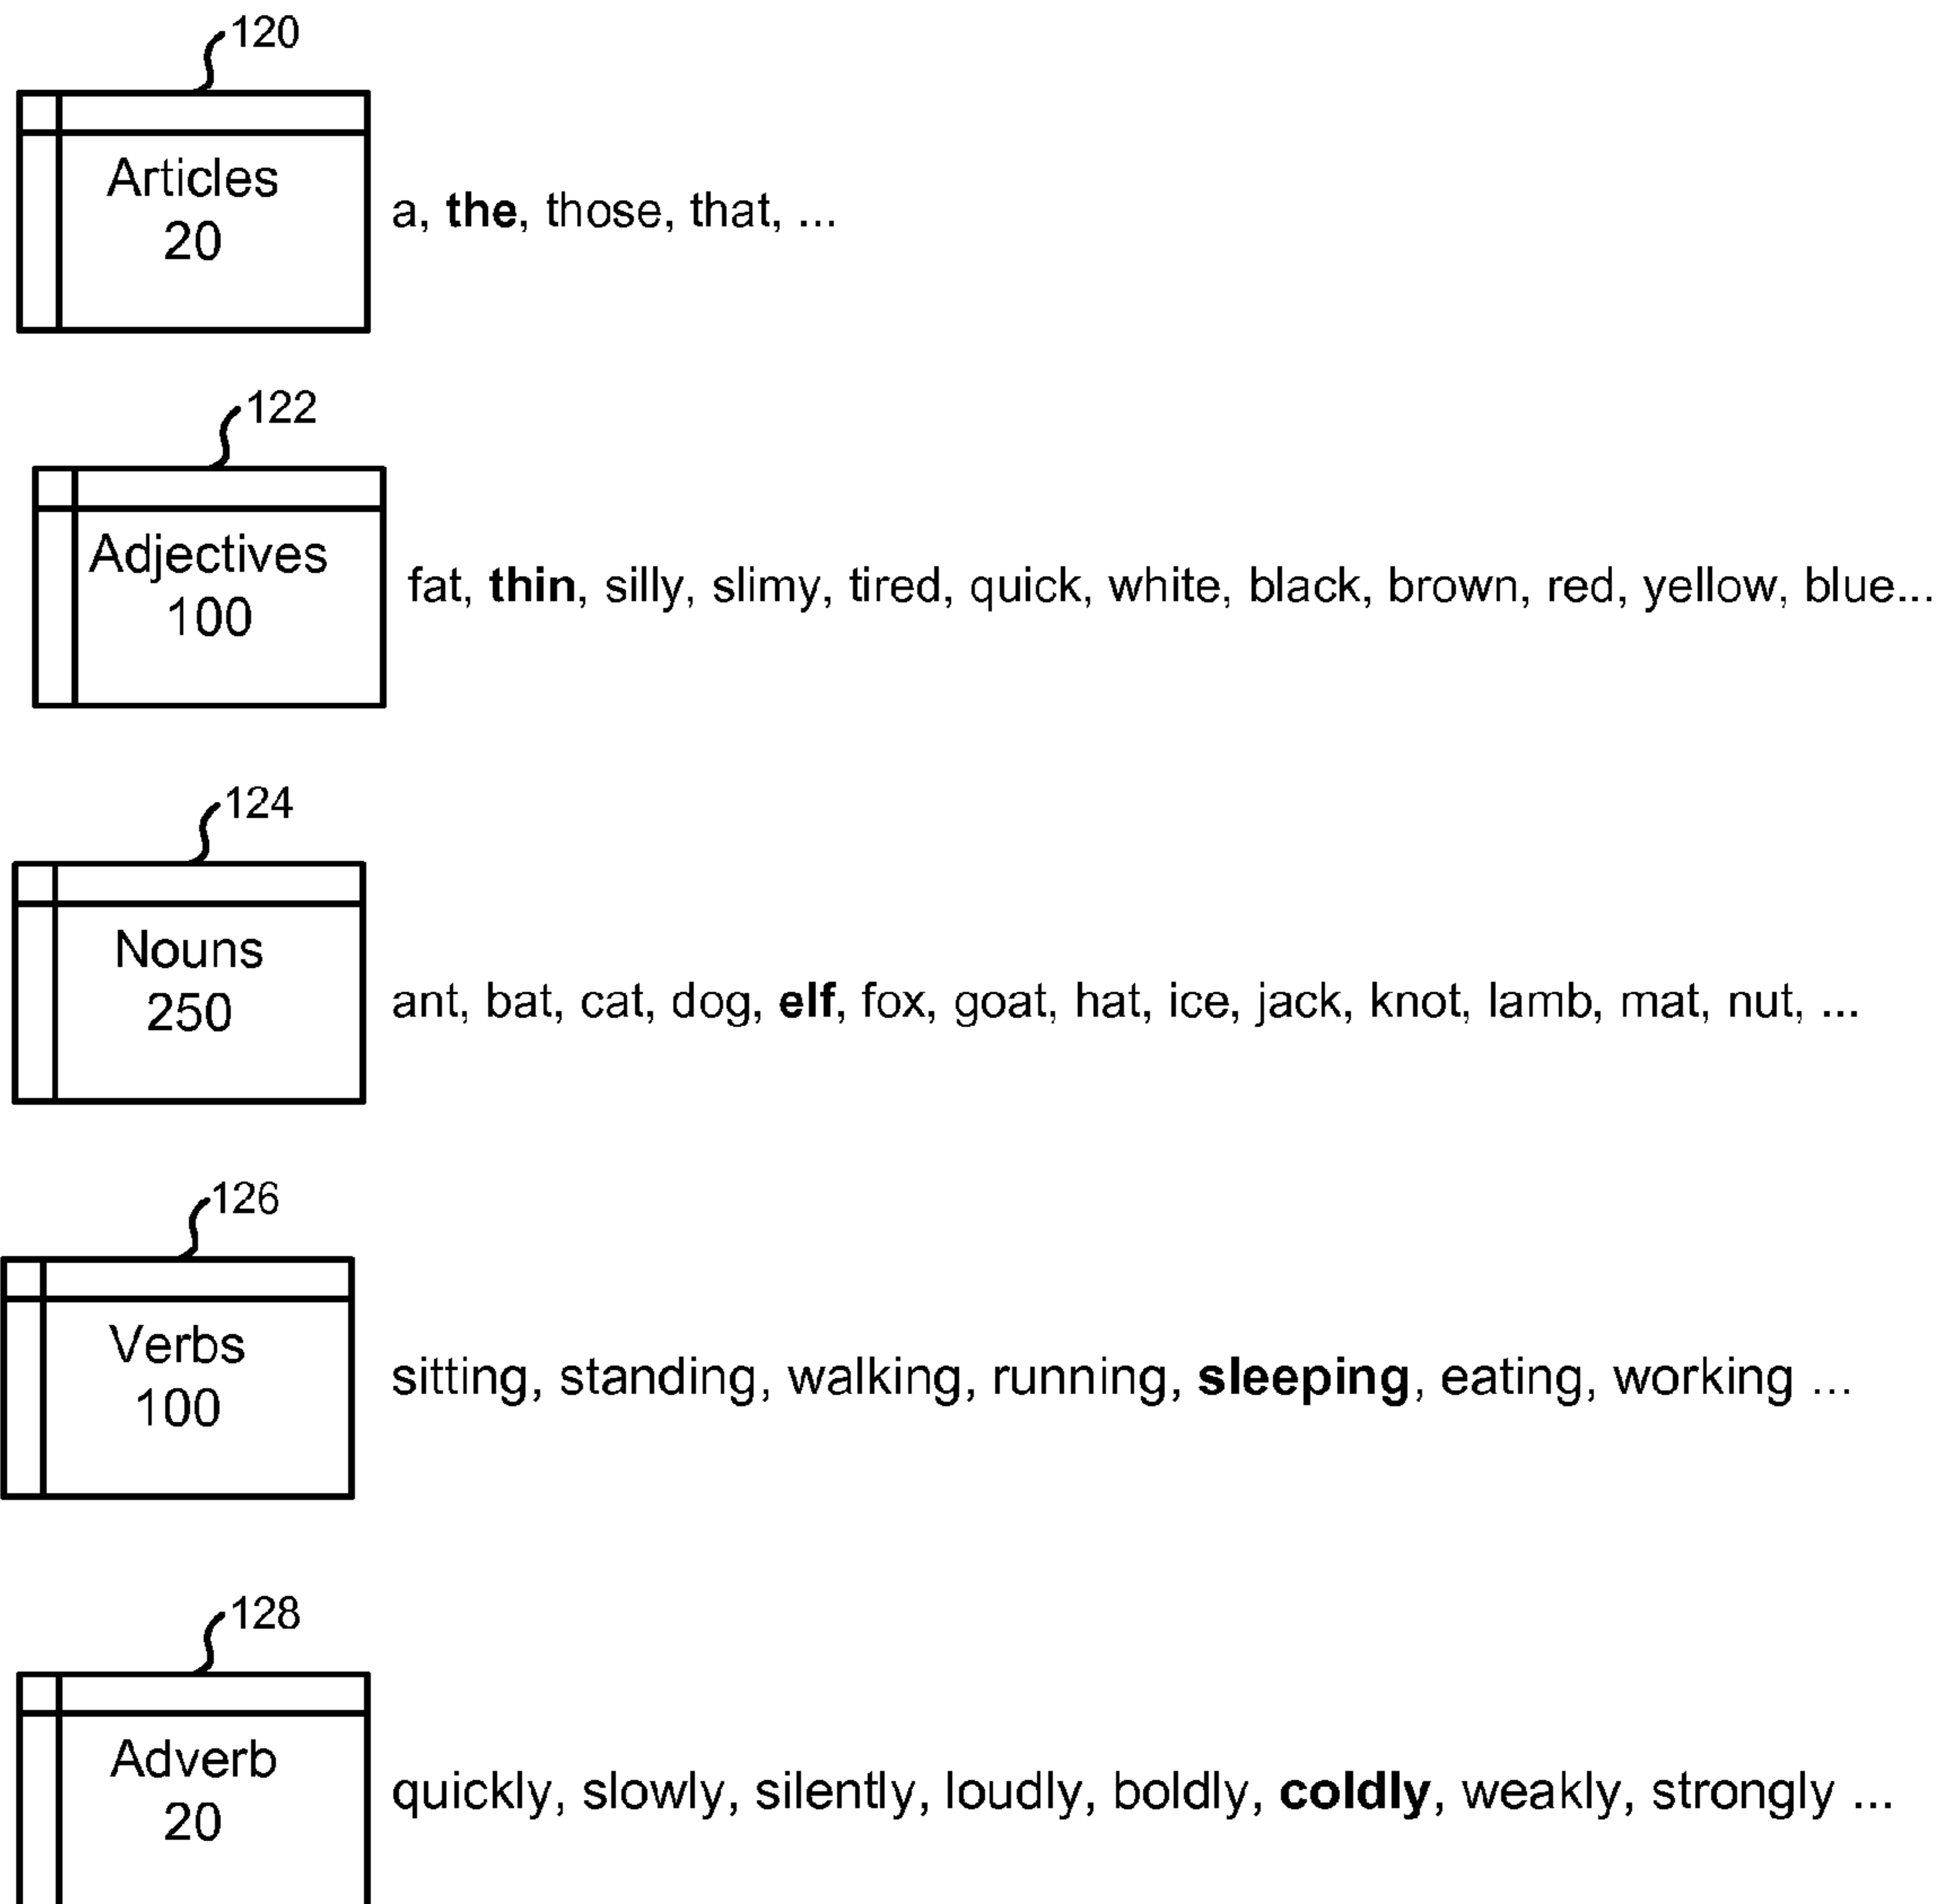 120
Articles
20
a, the, those, that, ...
122
Adjectives
100
fat, thin, silly, slimy, tired, quick, white, black, brown, red, yellow, blue...
124
Nouns
250
ant, bat, cat, dog, elf, fox, goat, hat, ice, jack, knot, lamb, mat, nut, ...
126
Verbs
100
sitting, standing, walking, running, sleeping, eating, working ...
128
Adverb
20
quickly, slowly, silently, loudly, boldly, coldly, weakly, strongly ...